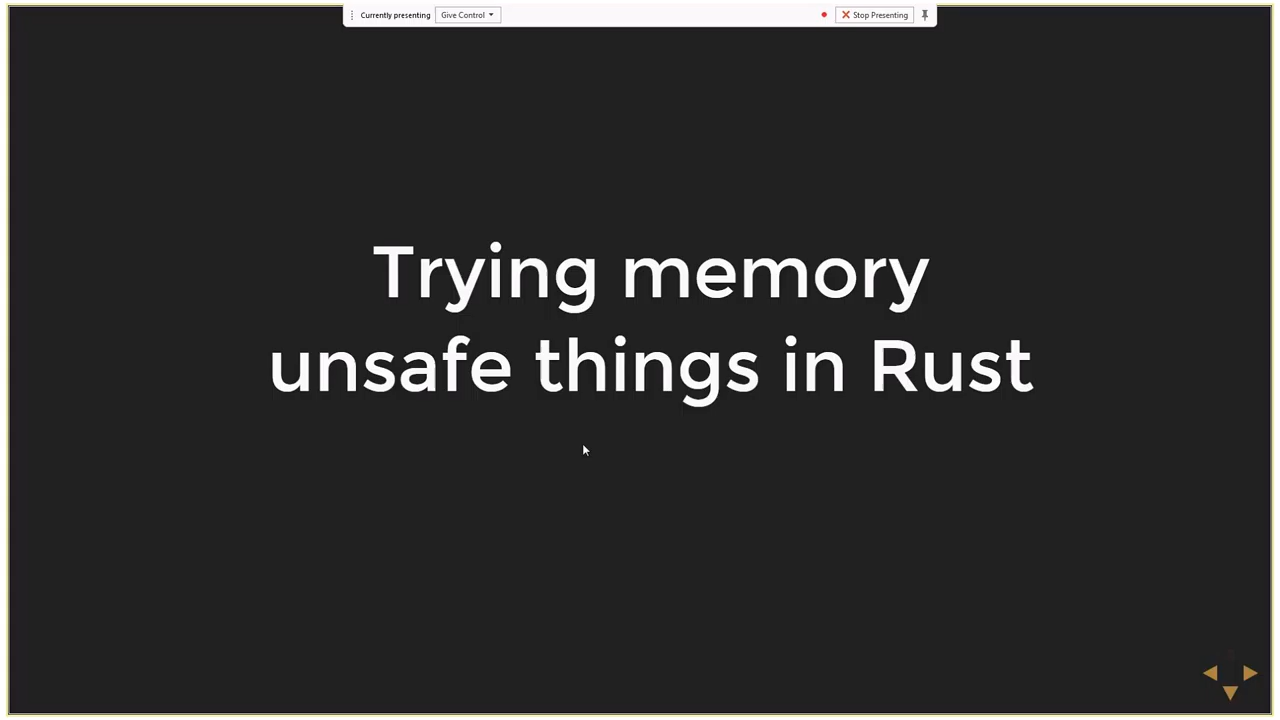 Currently presenting Give Control Stop Presenting
Trying memory
unsafe things in Rust